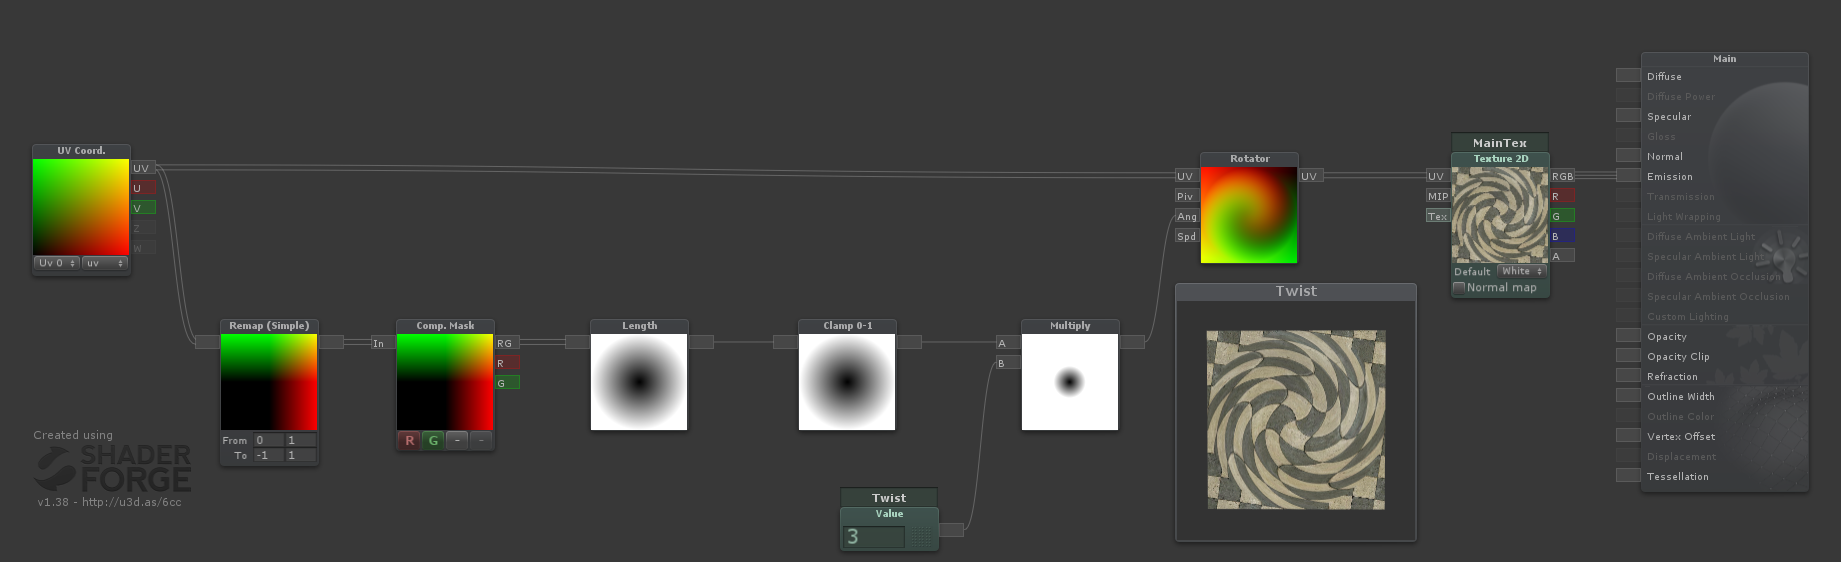 UV Coord.
UV
U
V
Z
W
Uv 0
uv
Remap (Simple)
From 0 1
To -1 1
Comp. Mask
In
RG
R
G
R G - -
Length
Clamp 0-1
Multiply
A
B
Twist
Value
3
Rotator
UV
Piv
Ang
Spd
UV
Twist
MainTex
Texture 2D
UV
MIP
Tex
RGB
R
G
B
A
Default White
Normal map
Main
Diffuse
Diffuse Power
Specular
Gloss
Normal
Emission
Transmission
Light Wrapping
Diffuse Ambient Light
Specular Ambient Light
Diffuse Ambient Occlusion
Specular Ambient Occlusion
Custom Lighting
Opacity
Opacity Clip
Refraction
Outline Width
Outline Color
Vertex Offset
Displacement
Tessellation
Created using
SHADER
FORGE
v1.38 - http://u3d.as/6cc